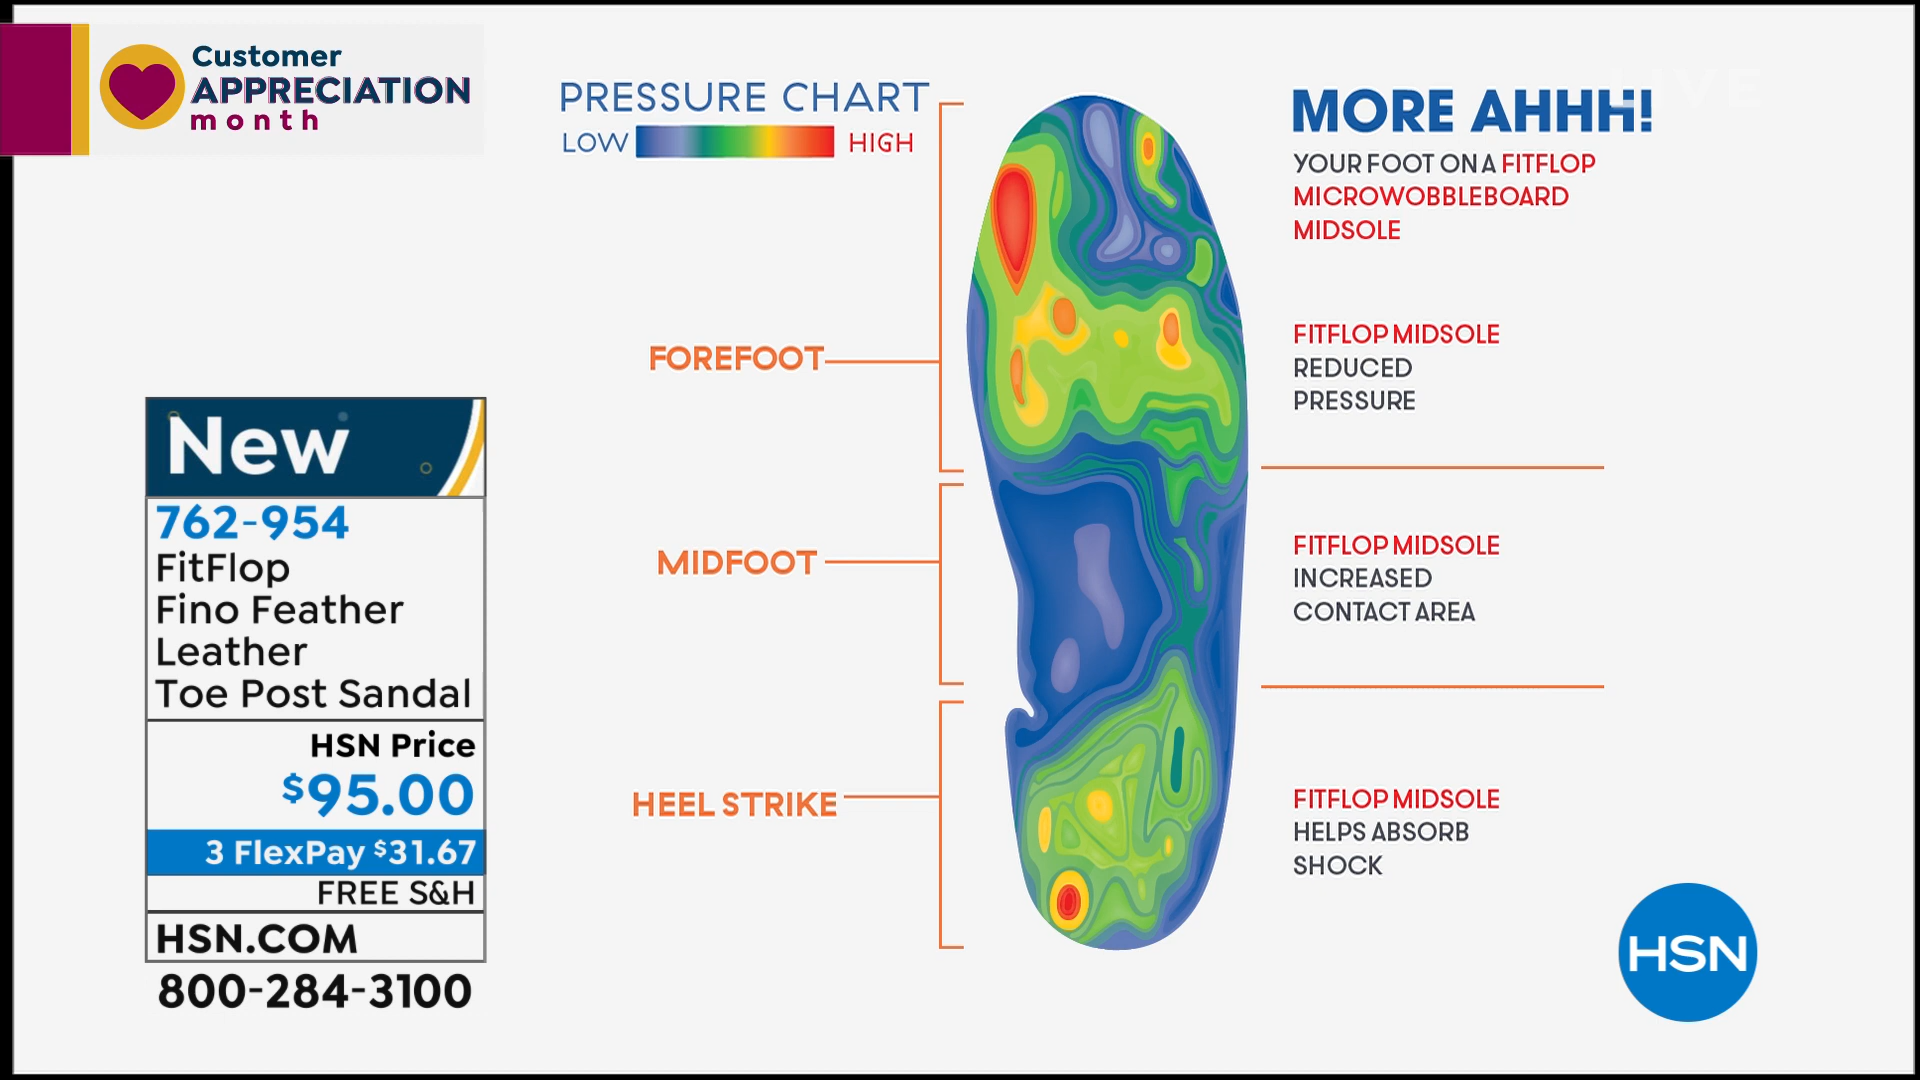 Customer
APPRECIATION
month
PRESSURE CHART
LOW
HIGH
LIVE
MORE AHHH!
YOUR FOOT ON A FITFLOP
MICROWOBBLEBOARD
MIDSOLE
FOREFOOT
FITFLOP MIDSOLE
REDUCED
PRESSURE
MIDFOOT
FITFLOP MIDSOLE
INCREASED
CONTACT AREA
HEEL STRIKE
FITFLOP MIDSOLE
HELPS ABSORB
SHOCK
New
762-954
FitFlop
Fino Feather
Leather
Toe Post Sandal
HSN Price
$95.00
3 FlexPay $31.67
FREE S&H
HSN.COM
800-284-3100
HSN